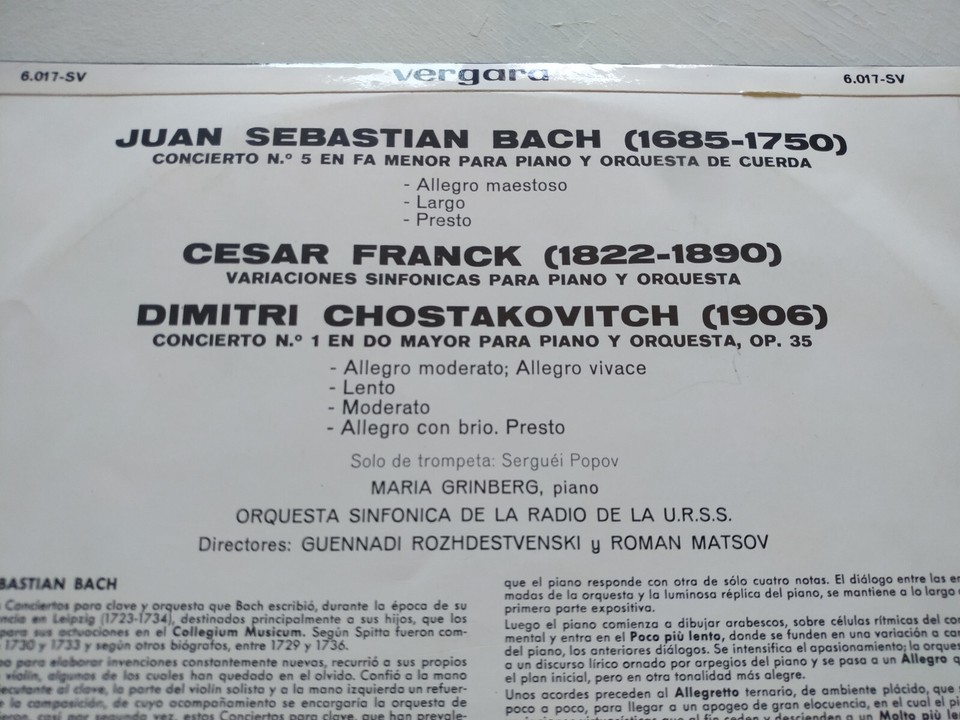 6.017-SV vergara 6.017-SV
JUAN SEBASTIAN BACH (1685-1750)
CONCIERTO N.º 5 EN FA MENOR PARA PIANO Y ORQUESTA DE CUERDA
- Allegro maestoso
- Largo
- Presto
CESAR FRANCK (1822-1890)
VARIACIONES SINFONICAS PARA PIANO Y ORQUESTA
DIMITRI CHOSTAKOVITCH (1906)
CONCIERTO N.º 1 EN DO MAYOR PARA PIANO Y ORQUESTA, OP. 35
- Allegro moderato; Allegro vivace
- Lento
- Moderato
- Allegro con brio. Presto
Solo de trompeta: Serguéi Popov
MARIA GRINBERG, piano
ORQUESTA SINFONICA DE LA RADIO DE LA U.R.S.S.
Directores: GUENNADI ROZHDESTVENSKI y ROMAN MATSOV
BASTIAN BACH
Conciertos para clave y orquesta que Bach escribió, durante la época de su
en Leipzig (1723-1734), destinados principalmente a sus hijos, que los
para sus actuaciones en el Collegium Musicum. Según Spitta fueron com-
1730 y 1733 y según otros biógrafos, entre 1729 y 1736.
para elaborar invenciones constantemente nuevas, recurrió a sus propios
violín, algunos de los cuales han quedado en el olvido. Confió a la mano
al clave, la parte del violín solista y a la mano izquierda un refuer-
la composición, de cuyo acompañamiento se encargaría la orquesta de
casi por segunda vez, estos Conciertos para clave, que han prevale-
que el piano responde con otra de sólo cuatro notas. El diálogo entre las
madas de la orquesta y la luminosa réplica del piano, se mantiene a lo largo
primera parte expositiva.
Luego el piano comienza a dibujar arabescos, sobre células rítmicas del
mental y entra en el Poco più lento, donde se funden en una variación a
del piano, los anteriores diálogos. Se intensifica el apasionamiento; la
a un discurso lírico ornado por arpegios del piano y se pasa a un Allegro
el plan inicial, pero en otra tonalidad más alegre.
Unos acordes preceden al Allegretto ternario, de ambiente plácido, que
poco a poco, para llegar a un apogeo de gran elocuencia, en el cual el